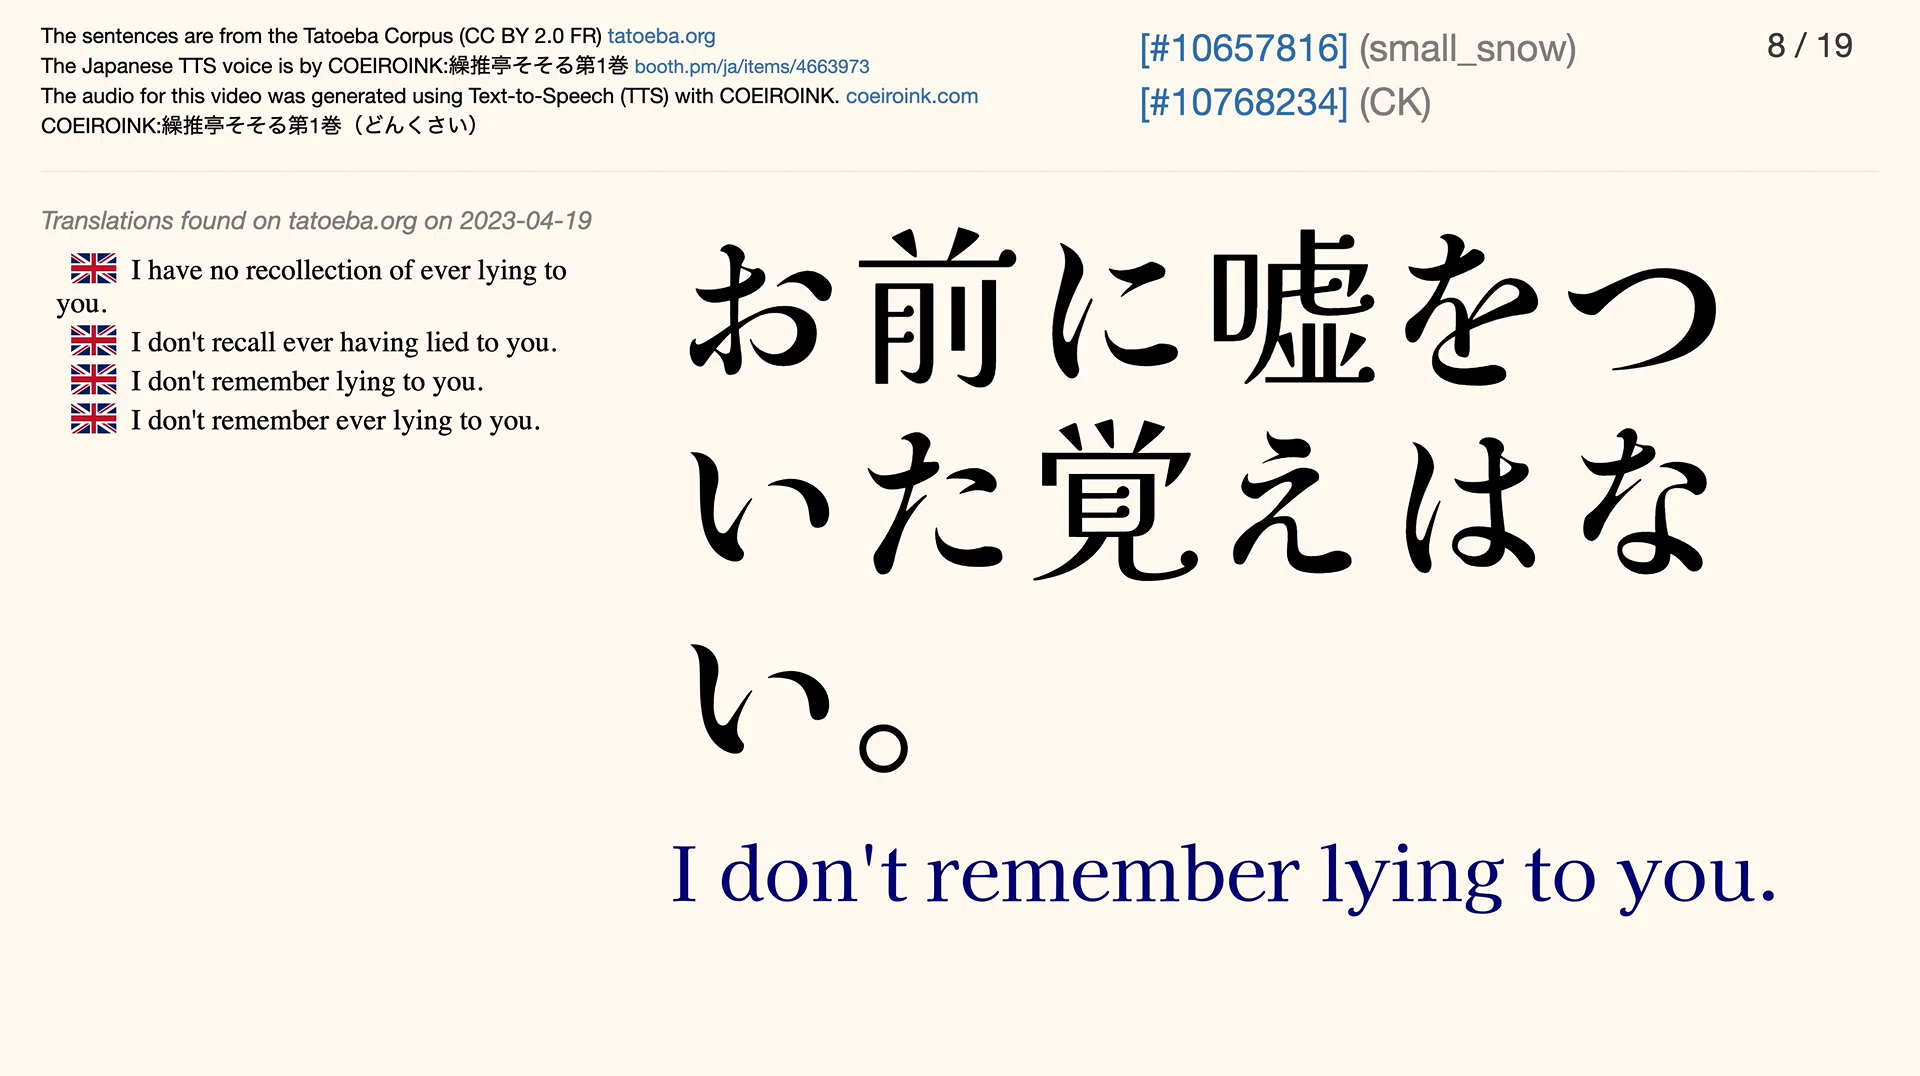 The sentences are from the Tatoeba Corpus (CC BY 2.0 FR) tatoeba.org
The Japanese TTS voice is by COEIROINK:繰推亭そそる第1巻 booth.pm/ja/items/4663973
The audio for this video was generated using Text-to-Speech (TTS) with COEIROINK. coeiroink.com
COEIROINK:繰推亭そそる第1巻（どんくさい）
[#10657816] (small_snow)
[#10768234] (CK)
8 / 19
Translations found on tatoeba.org on 2023-04-19
I have no recollection of ever lying to
you.
I don't recall ever having lied to you.
I don't remember lying to you.
I don't remember ever lying to you.
お前に嘘をつ
いた覚えはな
い。
I don't remember lying to you.